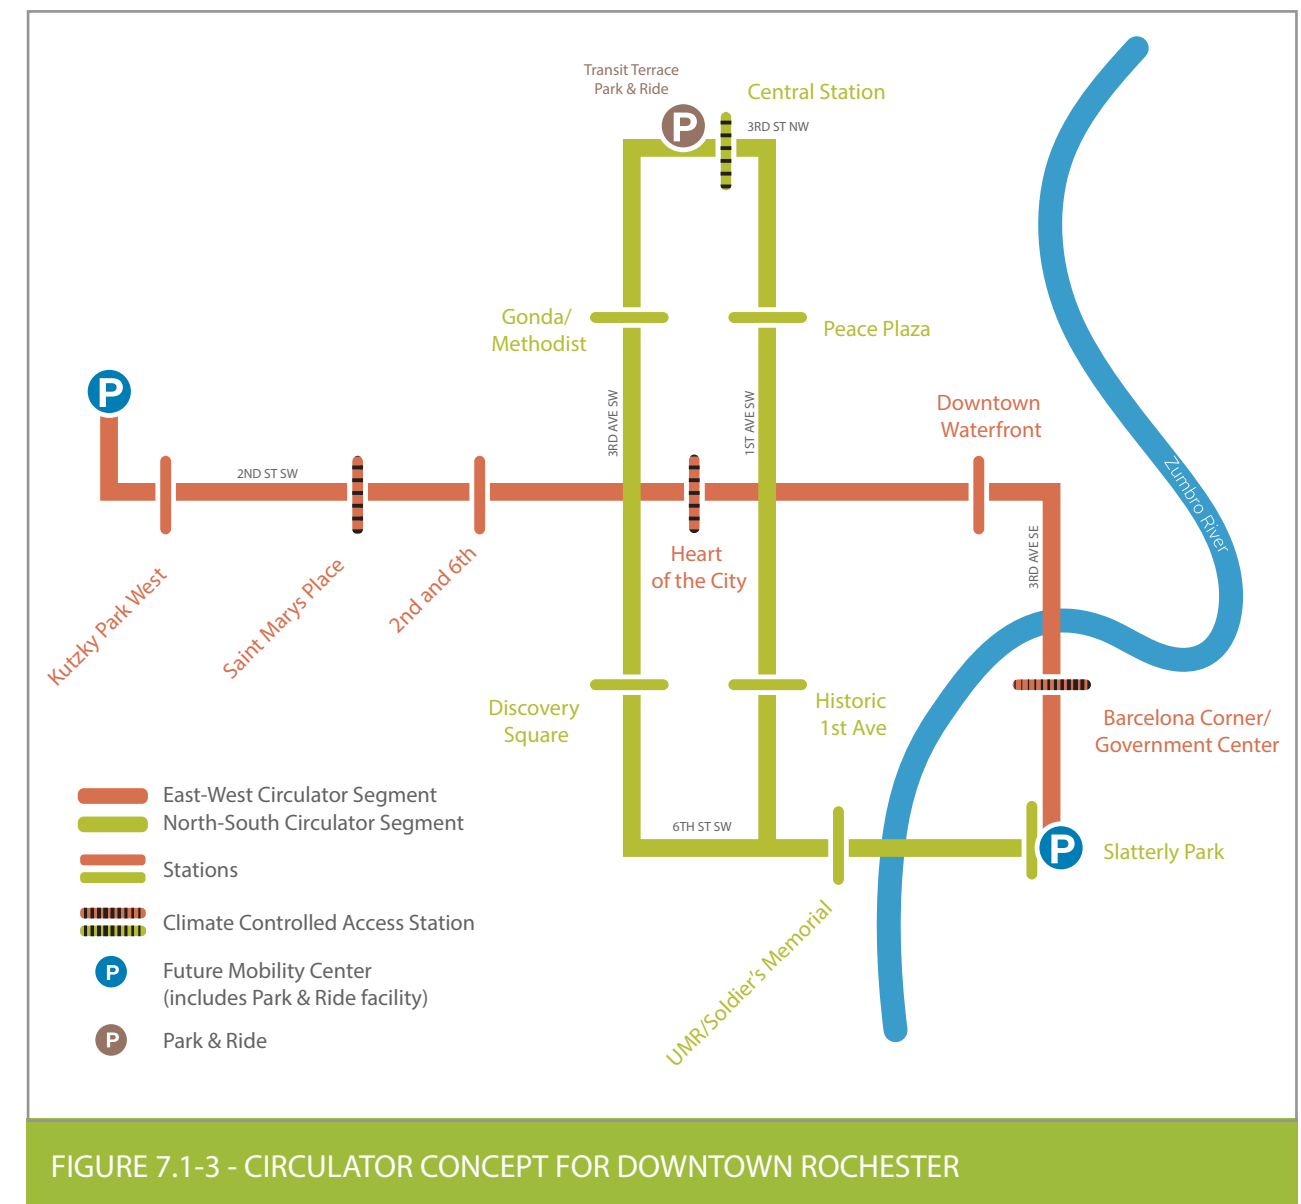 Transit Terrace
Park & Ride
P
Central Station
3RD ST NW
Gonda/
Methodist
Peace Plaza
P
3RD AVE SW
1ST AVE SW
Downtown
Waterfront
2ND ST SW
Zumbro River
3RD AVE SE
Kutzky Park West
Saint Marys Place
2nd and 6th
Heart
of the City
Discovery
Square
Historic
1st Ave
Barcelona Corner/
Government Center
6TH ST SW
P
Slatterly Park
UMR/Soldier's Memorial
East-West Circulator Segment
North-South Circulator Segment
Stations
Climate Controlled Access Station
P
Future Mobility Center
(includes Park & Ride facility)
P
Park & Ride
FIGURE 7.1-3 - CIRCULATOR CONCEPT FOR DOWNTOWN ROCHESTER